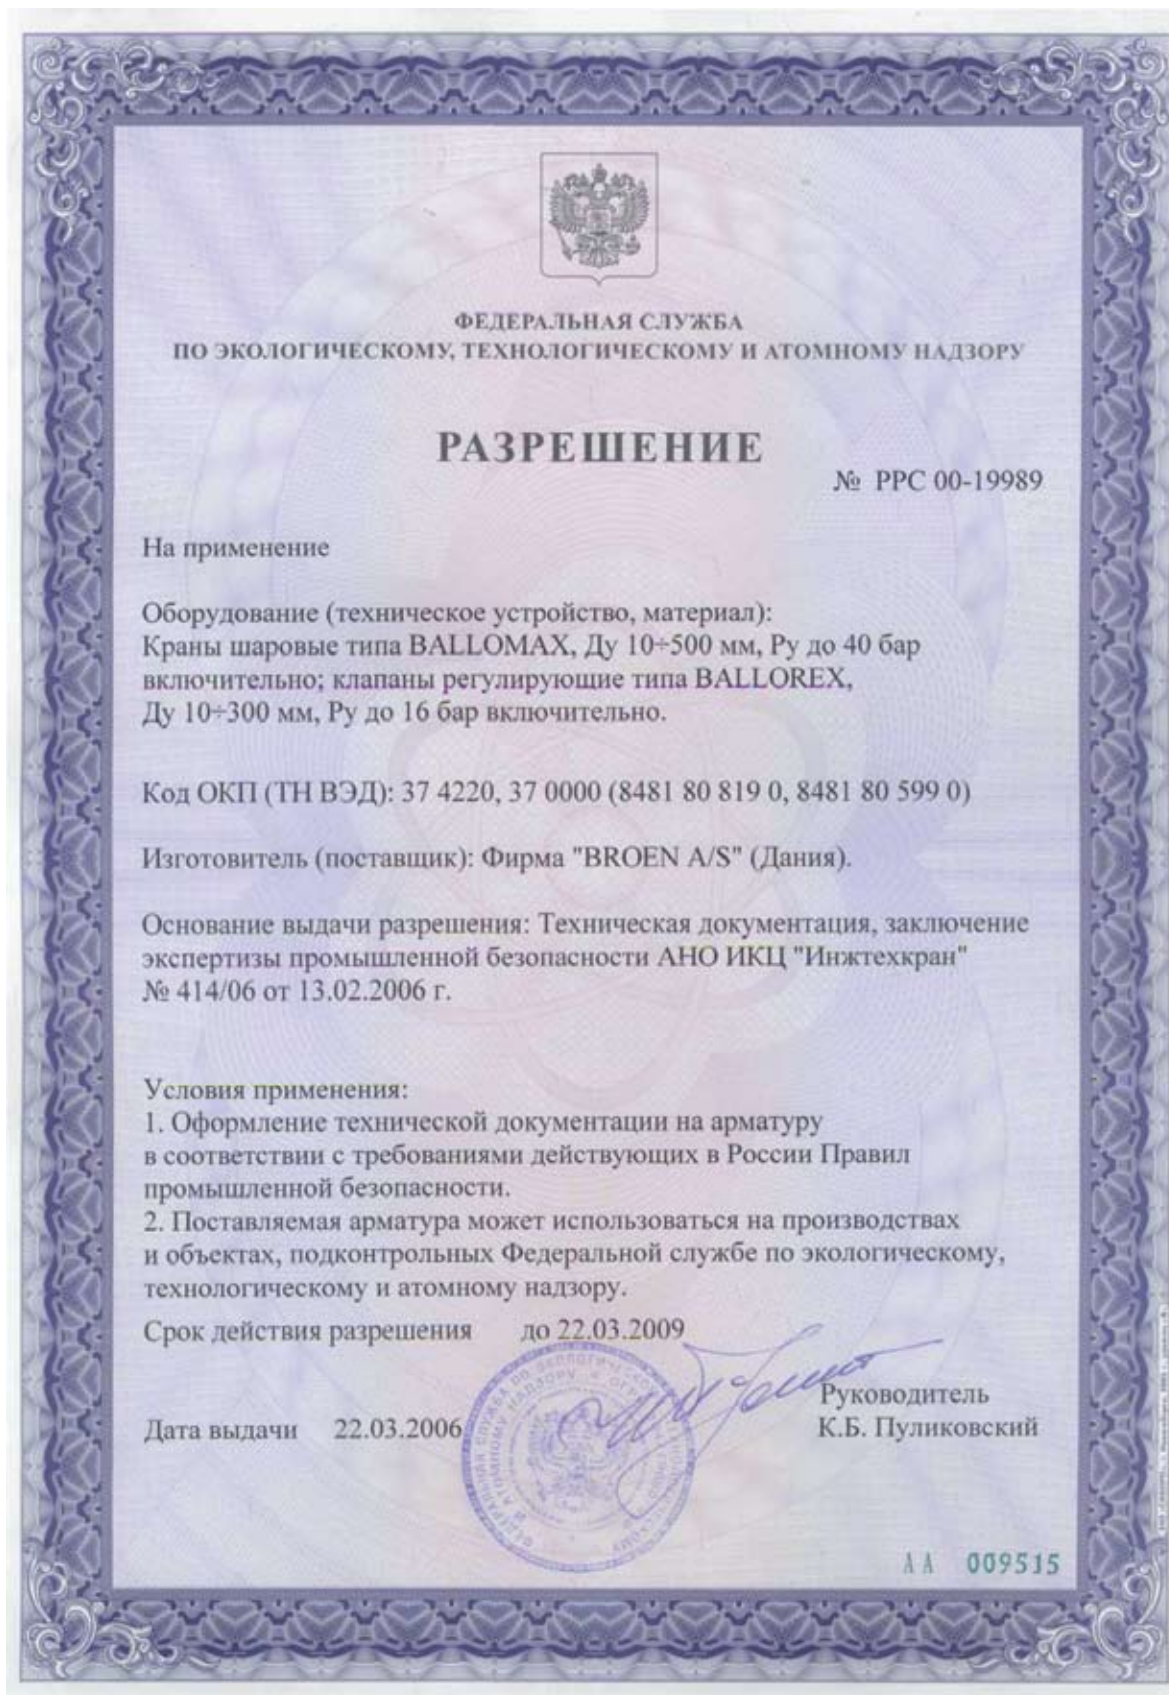 ФЕДЕРАЛЬНАЯ СЛУЖБА
ПО ЭКОЛОГИЧЕСКОМУ, ТЕХНОЛОГИЧЕСКОМУ И АТОМНОМУ НАДЗОРУ
РАЗРЕШЕНИЕ
№ РРС 00-19989
На применение
Оборудование (техническое устройство, материал):
Краны шаровые типа BALLOMAX, Ду 10÷500 мм, Ру до 40 бар
включительно; клапаны регулирующие типа BALLOREX,
Ду 10÷300 мм, Ру до 16 бар включительно.
Код ОКП (ТН ВЭД): 37 4220, 37 0000 (8481 80 819 0, 8481 80 599 0)
Изготовитель (поставщик): Фирма "BROEN A/S" (Дания).
Основание выдачи разрешения: Техническая документация, заключение
экспертизы промышленной безопасности АНО ИКЦ "Инжтехкран"
№ 414/06 от 13.02.2006 г.
Условия применения:
1. Оформление технической документации на арматуру
в соответствии с требованиями действующих в России Правил
промышленной безопасности.
2. Поставляемая арматура может использоваться на производствах
и объектах, подконтрольных Федеральной службе по экологическому,
технологическому и атомному надзору.
Срок действия разрешения до 22.03.2009
Руководитель
Дата выдачи 22.03.2006 К.Б. Пуликовский
АА 009515